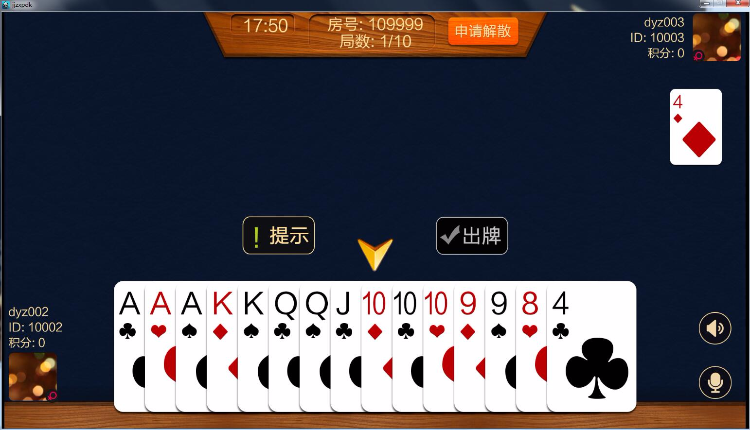 jzxpdk
17:50
房号: 109999
局数: 1/10
申请解散
dyz003
ID: 10003
积分: 0
4
提示
出牌
dyz002
ID: 10002
积分: 0
A A A K K Q Q J 10 10 10 9 9 8 4